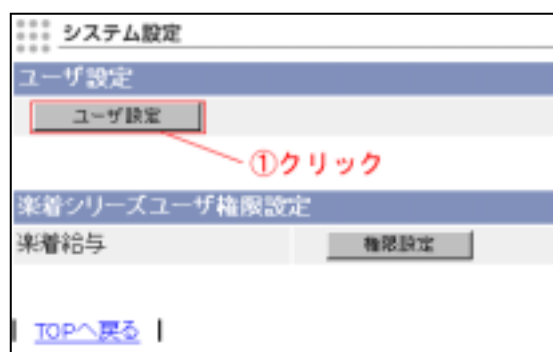 システム設定
ユーザ設定
ユーザ設定
①クリック
楽着シリーズユーザ権限設定
楽着給与 権限設定
| TOPへ戻る |